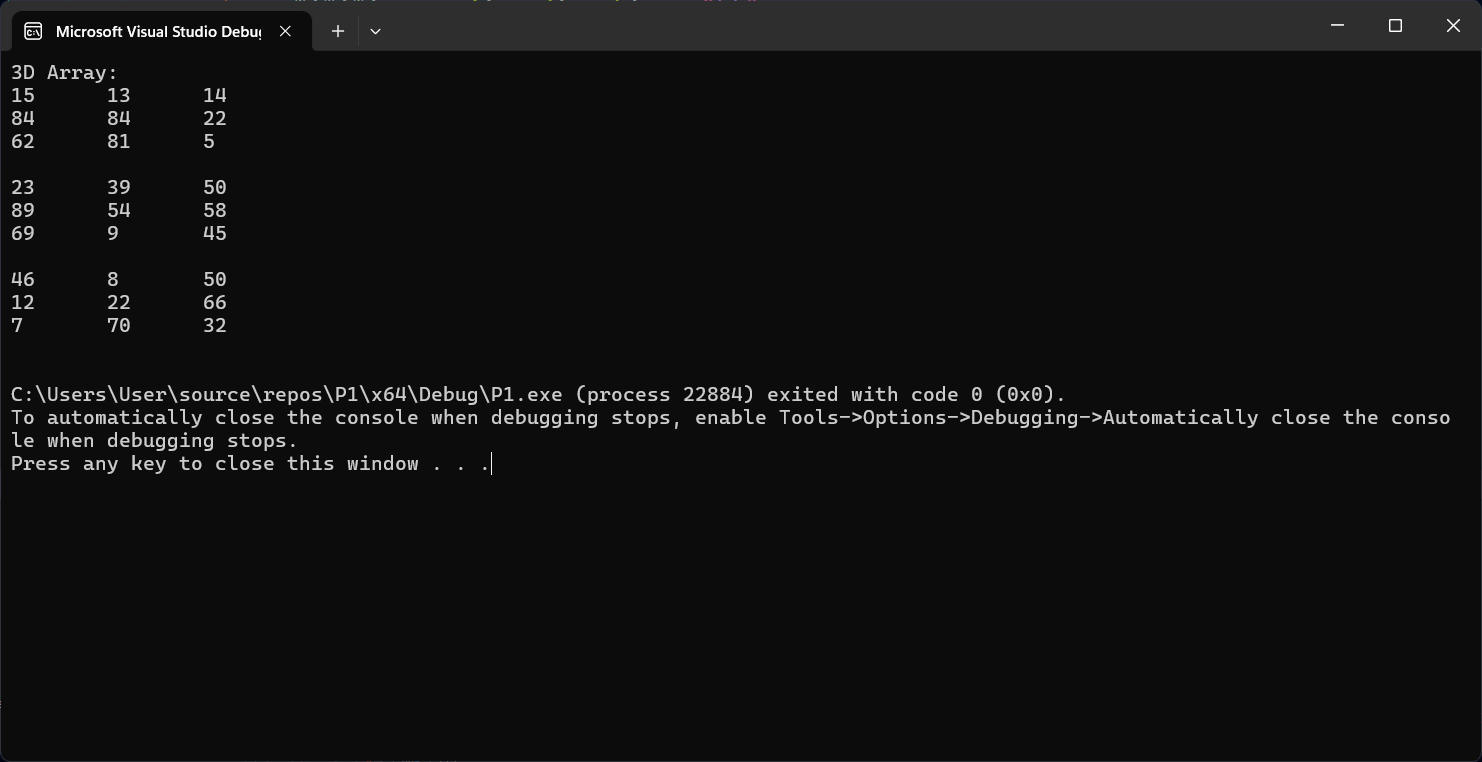 Microsoft Visual Studio Debu
3D Array:
15 13 14
84 84 22
62 81 5
23 39 50
89 54 58
69 9 45
46 8 50
12 22 66
7 70 32
C:\Users\User\source\repos\P1\x64\Debug\P1.exe (process 22884) exited with code 0 (0x0).
To automatically close the console when debugging stops, enable Tools->Options->Debugging->Automatically close the conso
le when debugging stops.
Press any key to close this window . . .